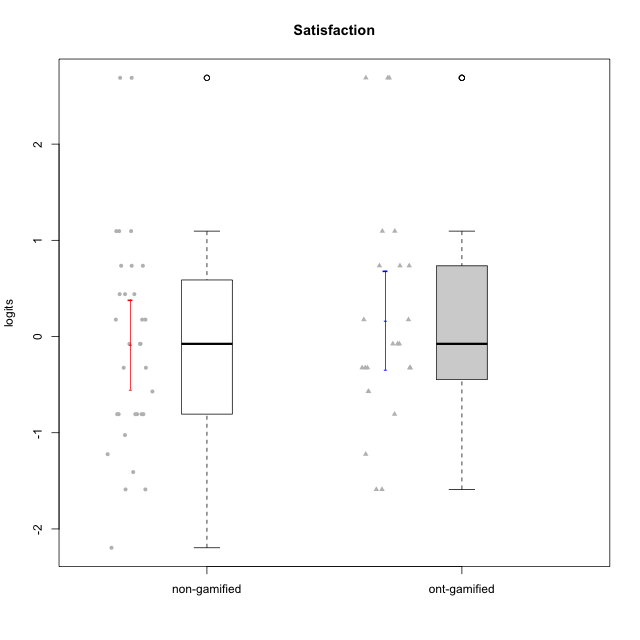 Satisfaction
logits
2
1
0
-1
-2
non-gamified
ont-gamified